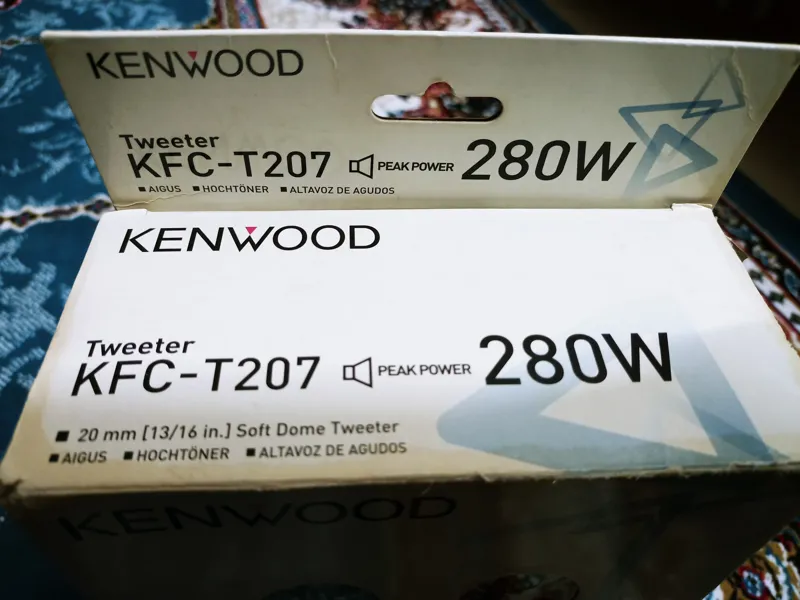 KENWOOD
Tweeter
KFC-T207 PEAK POWER 280W
■ AIGUS ■ HOCHTÖNER ■ ALTAVOZ DE AGUDOS
KENWOOD
Tweeter
KFC-T207 PEAK POWER 280W
■ 20 mm [13/16 in.] Soft Dome Tweeter
■ AIGUS ■ HOCHTÖNER ■ ALTAVOZ DE AGUDOS
KENWOOD